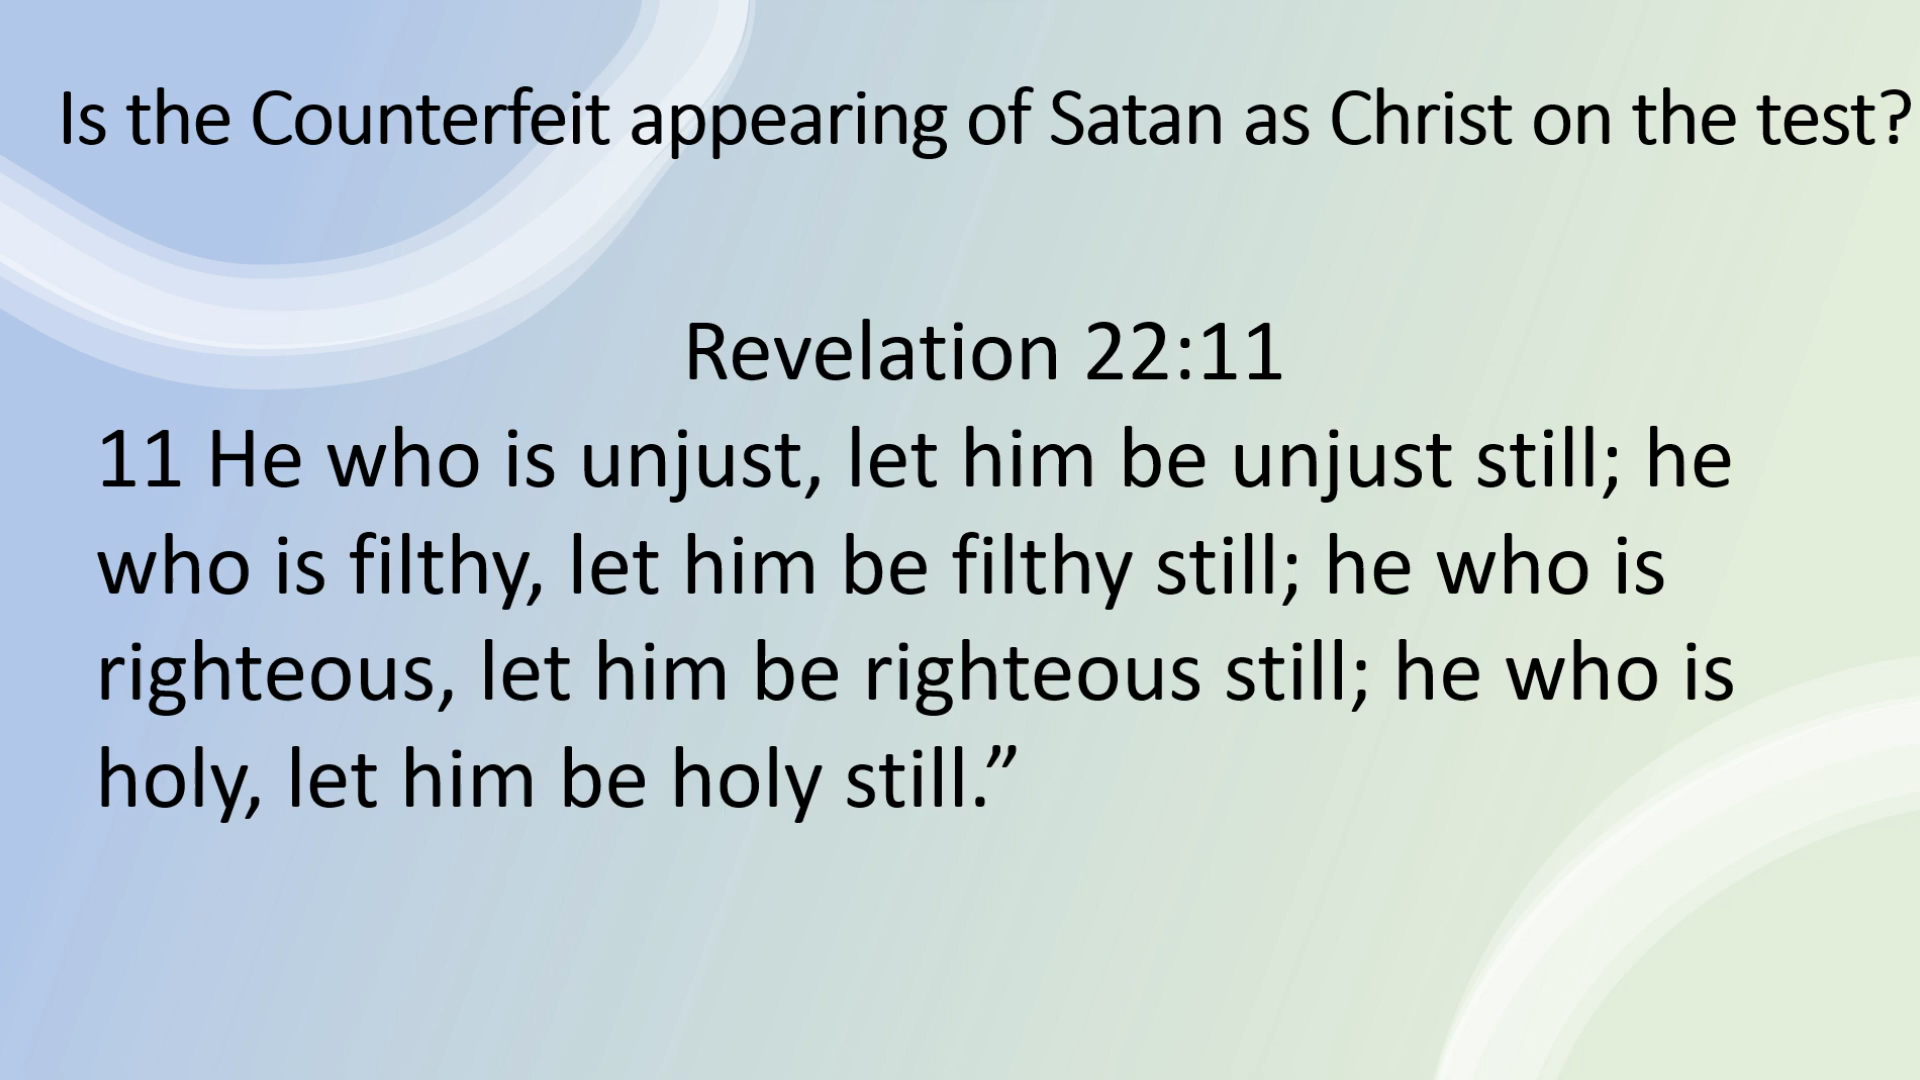 Is the Counterfeit appearing of Satan as Christ on the test?
Revelation 22:11
11 He who is unjust, let him be unjust still; he
who is filthy, let him be filthy still; he who is
righteous, let him be righteous still; he who is
holy, let him be holy still.”